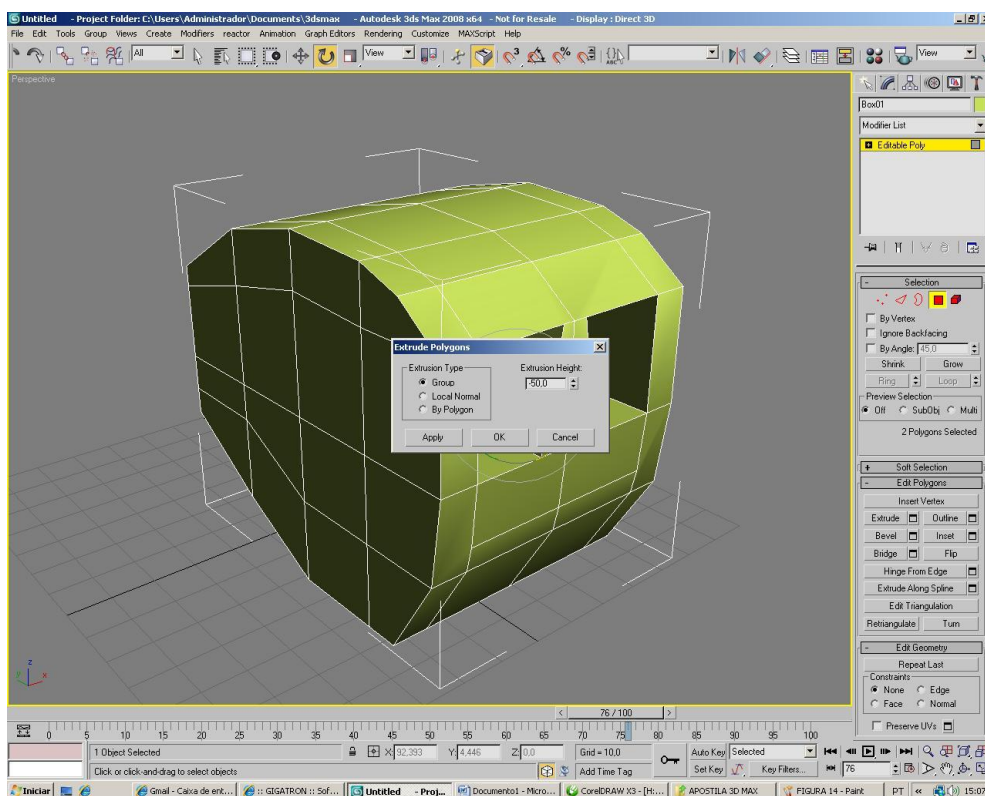 Untitled - Project Folder: C:\Users\Administrador\Documents\3dsmax - Autodesk 3ds Max 2008 x64 - Not for Resale - Display : Direct 3D
File Edit Tools Group Views Create Modifiers reactor Animation Graph Editors Rendering Customize MAXScript Help
All
View
View
Perspective
Box01
Modifier List
Editable Poly
Selection
By Vertex
Ignore Backfacing
By Angle: 45,0
Shrink Grow
Ring Loop
Preview Selection
Off SubObj Multi
2 Polygons Selected
Soft Selection
Edit Polygons
Insert Vertex
Extrude Outline
Bevel Inset
Bridge Flip
Hinge From Edge
Extrude Along Spline
Edit Triangulation
Retriangulate Turn
Edit Geometry
Repeat Last
Constraints
None Edge
Face Normal
Preserve UVs
Extrude Polygons
Extrusion Type
Group
Local Normal
By Polygon
Extrusion Height:
-50,0
Apply OK Cancel
z
y x
< 76 / 100 >
0 5 10 15 20 25 30 35 40 45 50 55 60 65 70 75 80 85 90 95 100
1 Object Selected
X: 92,393 Y: 4,446 Z: 0,0
Grid = 10,0
Auto Key Selected
Click or click-and-drag to select objects
Add Time Tag
Set Key Key Filters...
76
Iniciar
Gmail - Caixa de ent...
:: GIGATRON :: Sof...
Untitled - Proj...
Documento1 - Micro...
CorelDRAW X3 - [H:...
APOSTILA 3D MAX
FIGURA 14 - Paint
PT
«
15:07